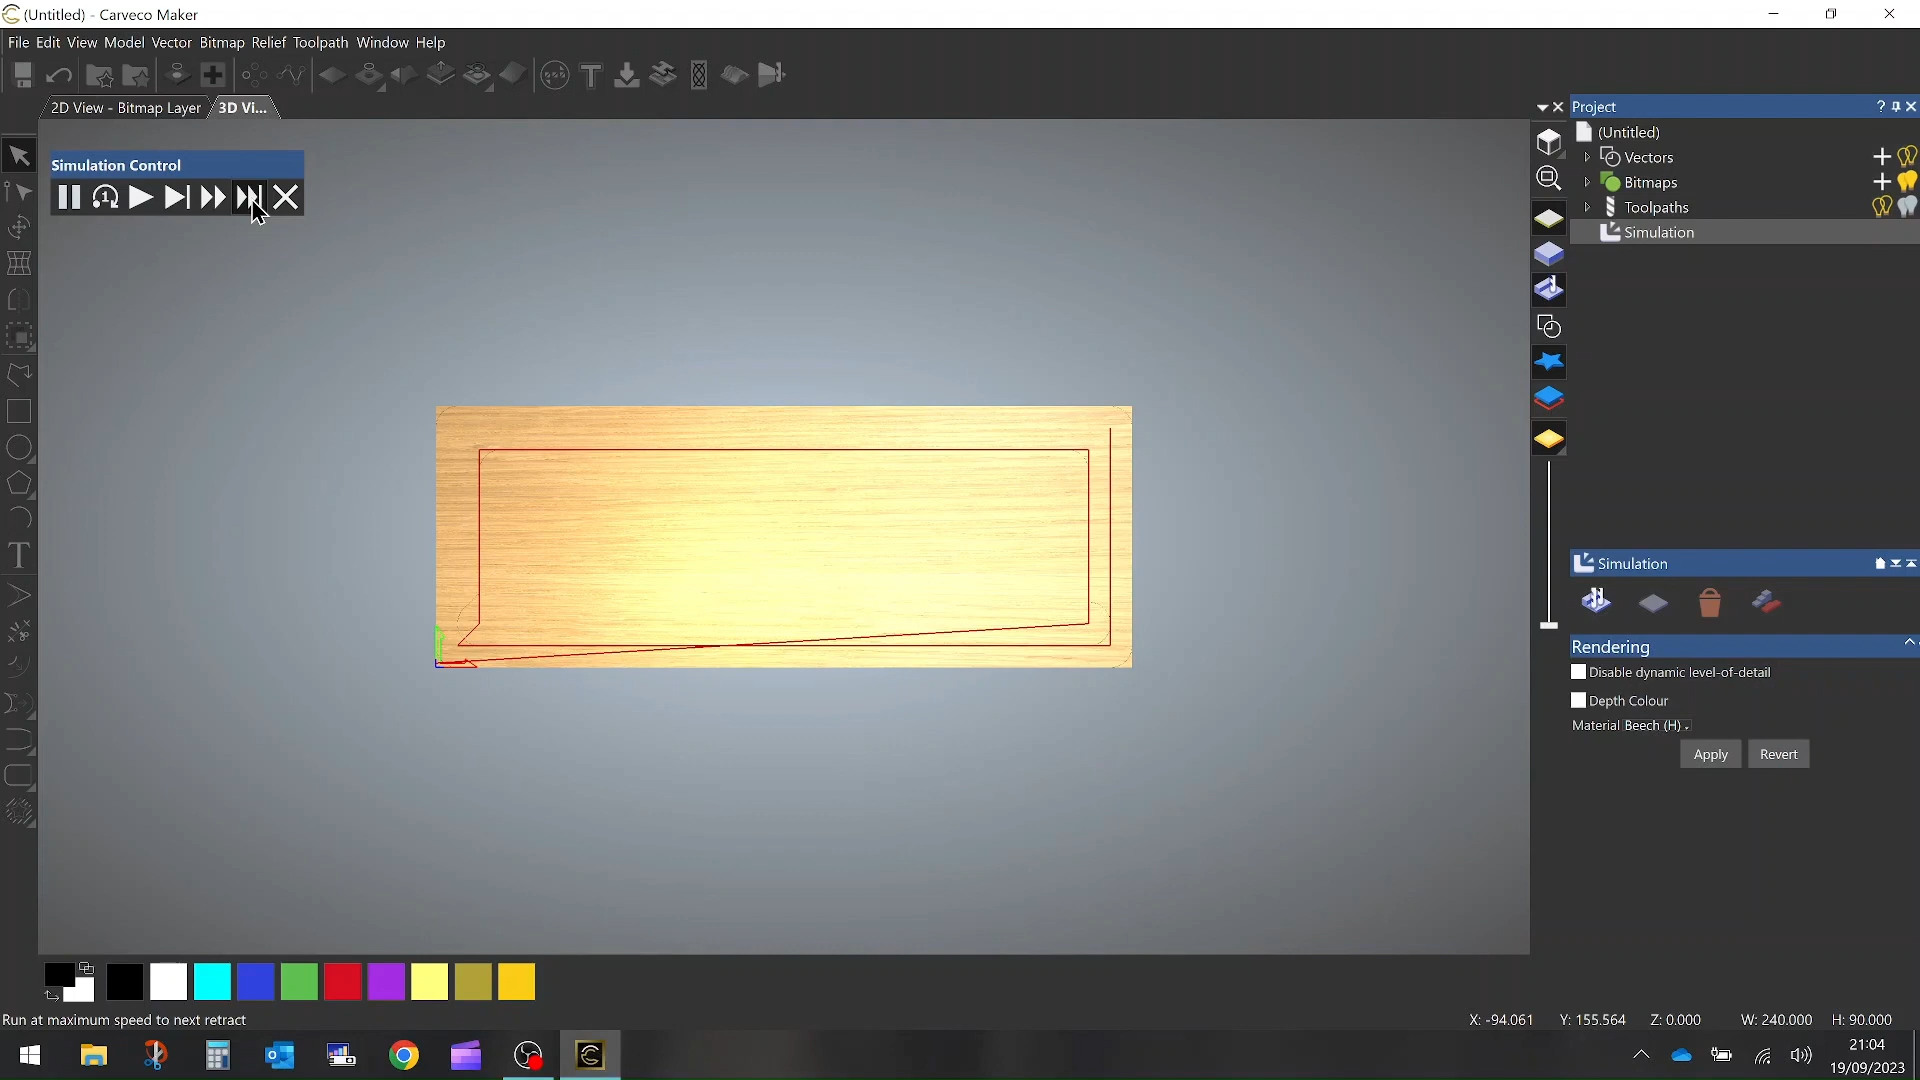 (Untitled) - Carveco Maker
File Edit View Model Vector Bitmap Relief Toolpath Window Help
2D View - Bitmap Layer
3D Vi...
Project
(Untitled)
Vectors
Bitmaps
Toolpaths
Simulation
Simulation Control
1
T
Simulation
Rendering
Disable dynamic level-of-detail
Depth Colour
Material Beech (H)
Apply Revert
Run at maximum speed to next retract
X: -94.061 Y: 155.564 Z: 0.000 W: 240.000 H: 90.000
21:04
19/09/2023